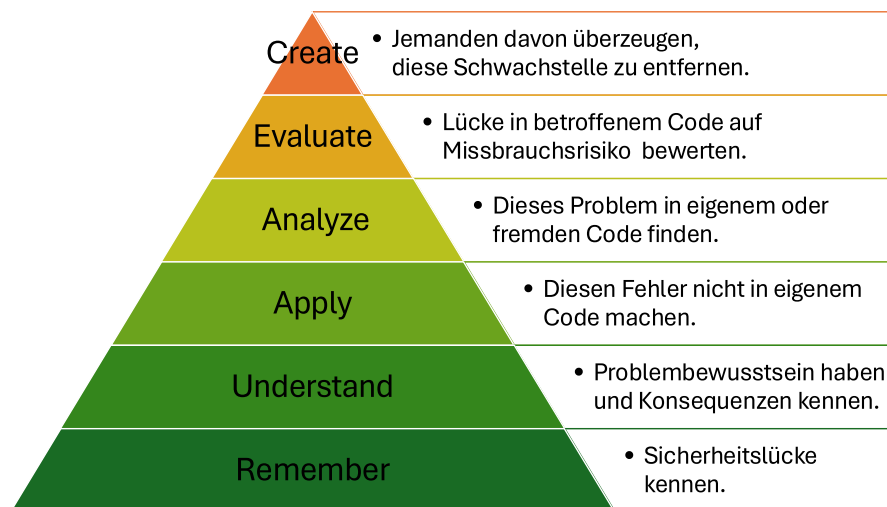 Create
• Jemanden davon überzeugen,
diese Schwachstelle zu entfernen.
Evaluate
• Lücke in betroffenem Code auf
Missbrauchsrisiko bewerten.
Analyze
• Dieses Problem in eigenem oder
fremden Code finden.
Apply
• Diesen Fehler nicht in eigenem
Code machen.
Understand
• Problembewusstsein haben
und Konsequenzen kennen.
Remember
• Sicherheitslücke
kennen.